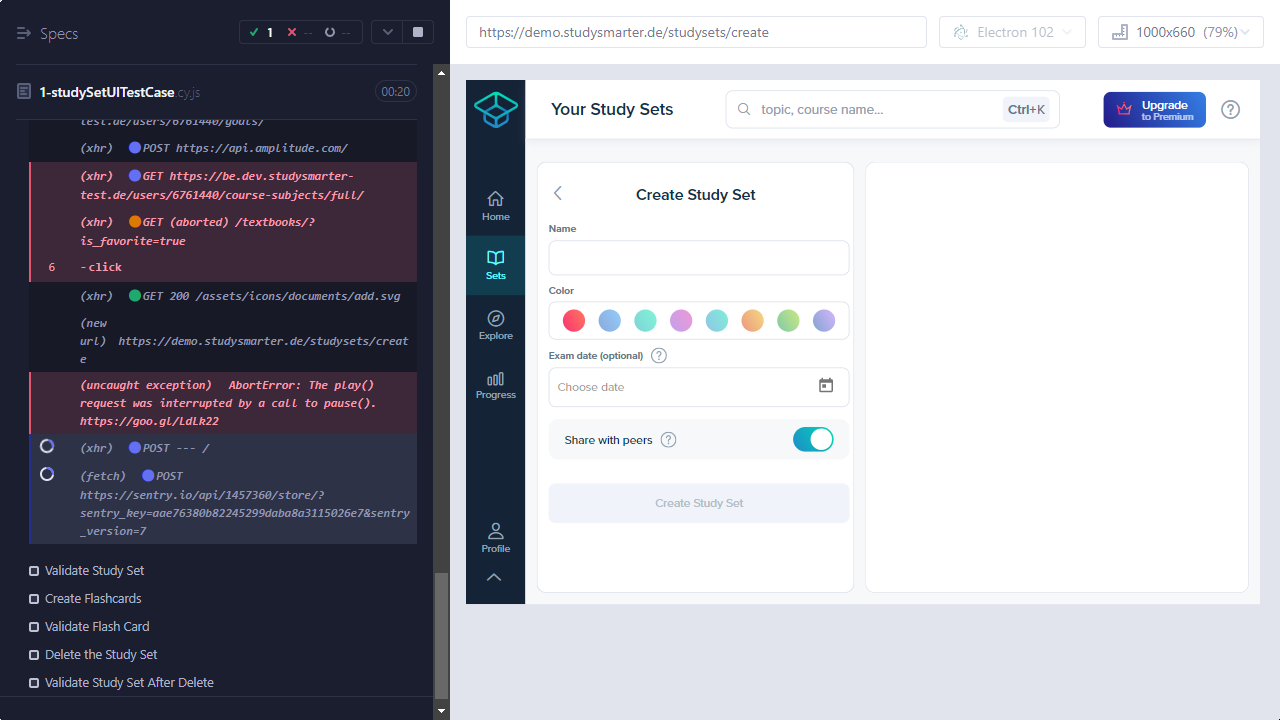 Specs
1
--
--
1-studySetUITestCase.cy.js
00:20
test.de/users/6761440/goals/
(xhr) POST https://api.amplitude.com/
(xhr) GET https://be.dev.studysmarter-
test.de/users/6761440/course-subjects/full/
(xhr) GET (aborted) /textbooks/?
is_favorite=true
6 -click
(xhr) GET 200 /assets/icons/documents/add.svg
(new
url) https://demo.studysmarter.de/studysets/creat
e
(uncaught exception) AbortError: The play()
request was interrupted by a call to pause().
https://goo.gl/LdLk22
(xhr) POST --- /
(fetch) POST
https://sentry.io/api/1457360/store/?
sentry_key=aae76380b82245299daba8a3115026e7&sentry
_version=7
Validate Study Set
Create Flashcards
Validate Flash Card
Delete the Study Set
Validate Study Set After Delete
https://demo.studysmarter.de/studysets/create
Electron 102
1000x660 (79%)
Your Study Sets
topic, course name...
Ctrl+K
Upgrade
to Premium
?
Home
Sets
Explore
Progress
Profile
Create Study Set
Name
Color
Exam date (optional) ?
Choose date
Share with peers ?
Create Study Set